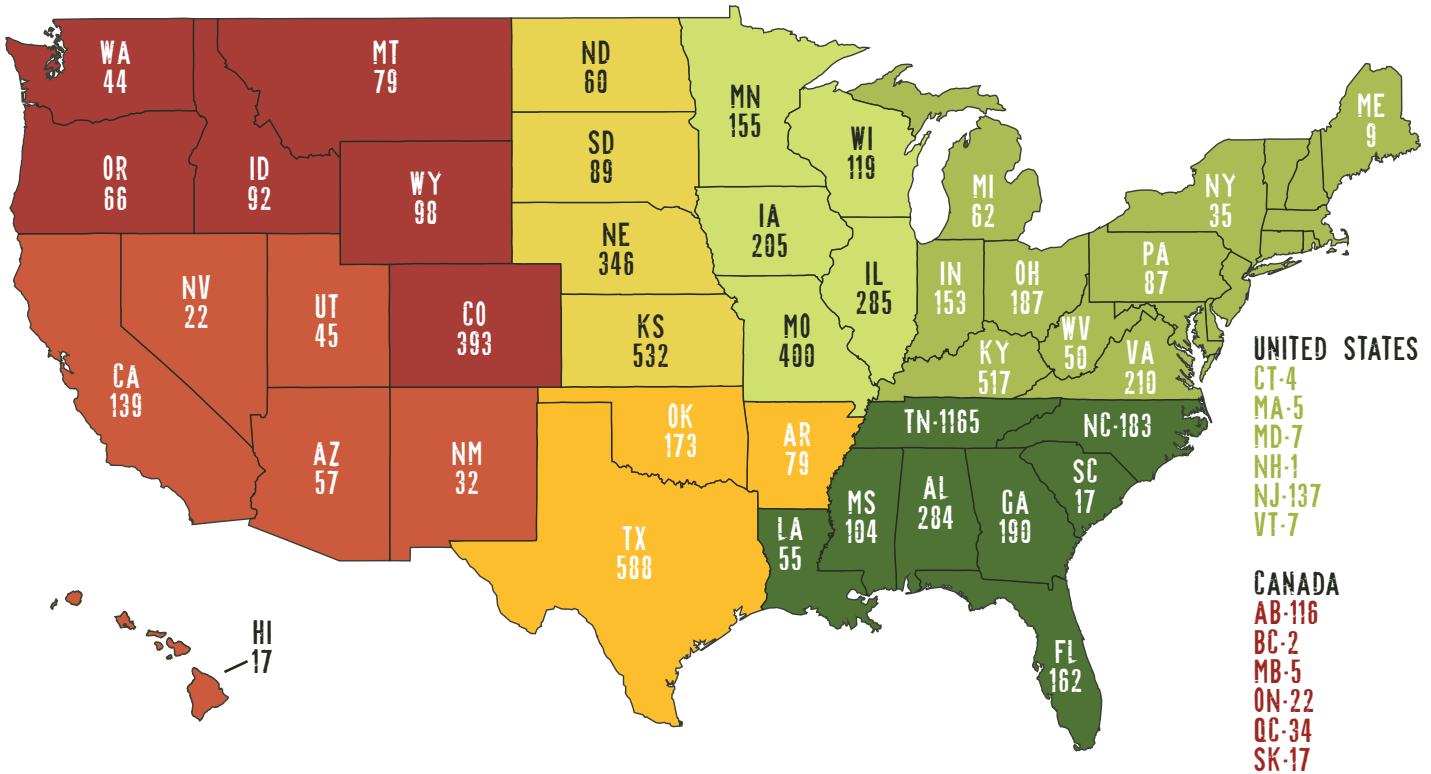 WA
44
MT
79
ND
60
MN
155
ME
9
OR
66
ID
92
WY
98
SD
89
WI
119
MI
62
NY
35
NE
346
IA
205
NV
22
UT
45
CO
393
KS
532
MO
400
IL
285
IN
153
OH
187
PA
87
WV
50
VA
210
KY
517
CA
139
AZ
57
NM
32
OK
173
AR
79
TN-1165
NC-183
SC
17
TX
588
LA
55
MS
104
AL
284
GA
190
FL
162
HI
17
UNITED STATES
CT-4
MA-5
MD-7
NH-1
NJ-137
VT-7
CANADA
AB-116
BC-2
MB-5
ON-22
QC-34
SK-17